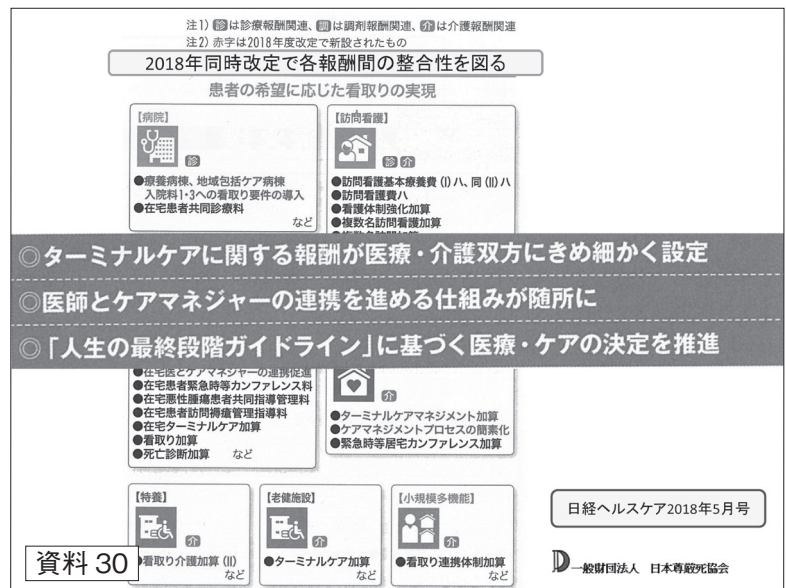 注1) 診は診療報酬関連、調は調剤報酬関連、介は介護報酬関連
注2) 赤字は2018年度改定で新設されたもの
2018年同時改定で各報酬間の整合性を図る
患者の希望に応じた看取りの実現
【病院】
診
●療養病棟、地域包括ケア病棟
入院料1・3への看取り要件の導入
●在宅患者共同診療料
など
【訪問看護】
診 介
●訪問看護基本療養費 (I) ハ、同 (II) ハ
●訪問看護費ハ
●看護体制強化加算
●複数名訪問看護加算
◎ターミナルケアに関する報酬が医療・介護双方にきめ細かく設定
◎医師とケアマネジャーの連携を進める仕組みが随所に
◎「人生の最終段階ガイドライン」に基づく医療・ケアの決定を推進
●在宅医とケアマネジャーの連携促進
●在宅患者緊急時等カンファレンス料
●在宅悪性腫瘍患者共同指導管理料
●在宅患者訪問褥瘡管理指導料
●在宅ターミナルケア加算
●看取り加算
●死亡診断加算 など
介
●ターミナルケアマネジメント加算
●ケアマネジメントプロセスの簡素化
●緊急時等居宅カンファレンス加算
【特養】
介
●看取り介護加算 (II)
など
【老健施設】
介
●ターミナルケア加算
など
【小規模多機能】
介
●看取り連携体制加算
など
日経ヘルスケア2018年5月号
資料 30
一般財団法人 日本尊厳死協会